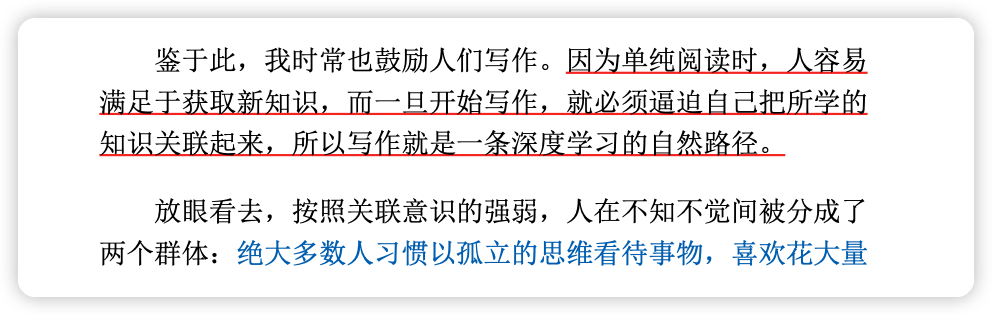 鉴于此，我时常也鼓励人们写作。因为单纯阅读时，人容易
满足于获取新知识，而一旦开始写作，就必须逼迫自己把所学的
知识关联起来，所以写作就是一条深度学习的自然路径。
放眼看去，按照关联意识的强弱，人在不知不觉间被分成了
两个群体：绝大多数人习惯以孤立的思维看待事物，喜欢花大量